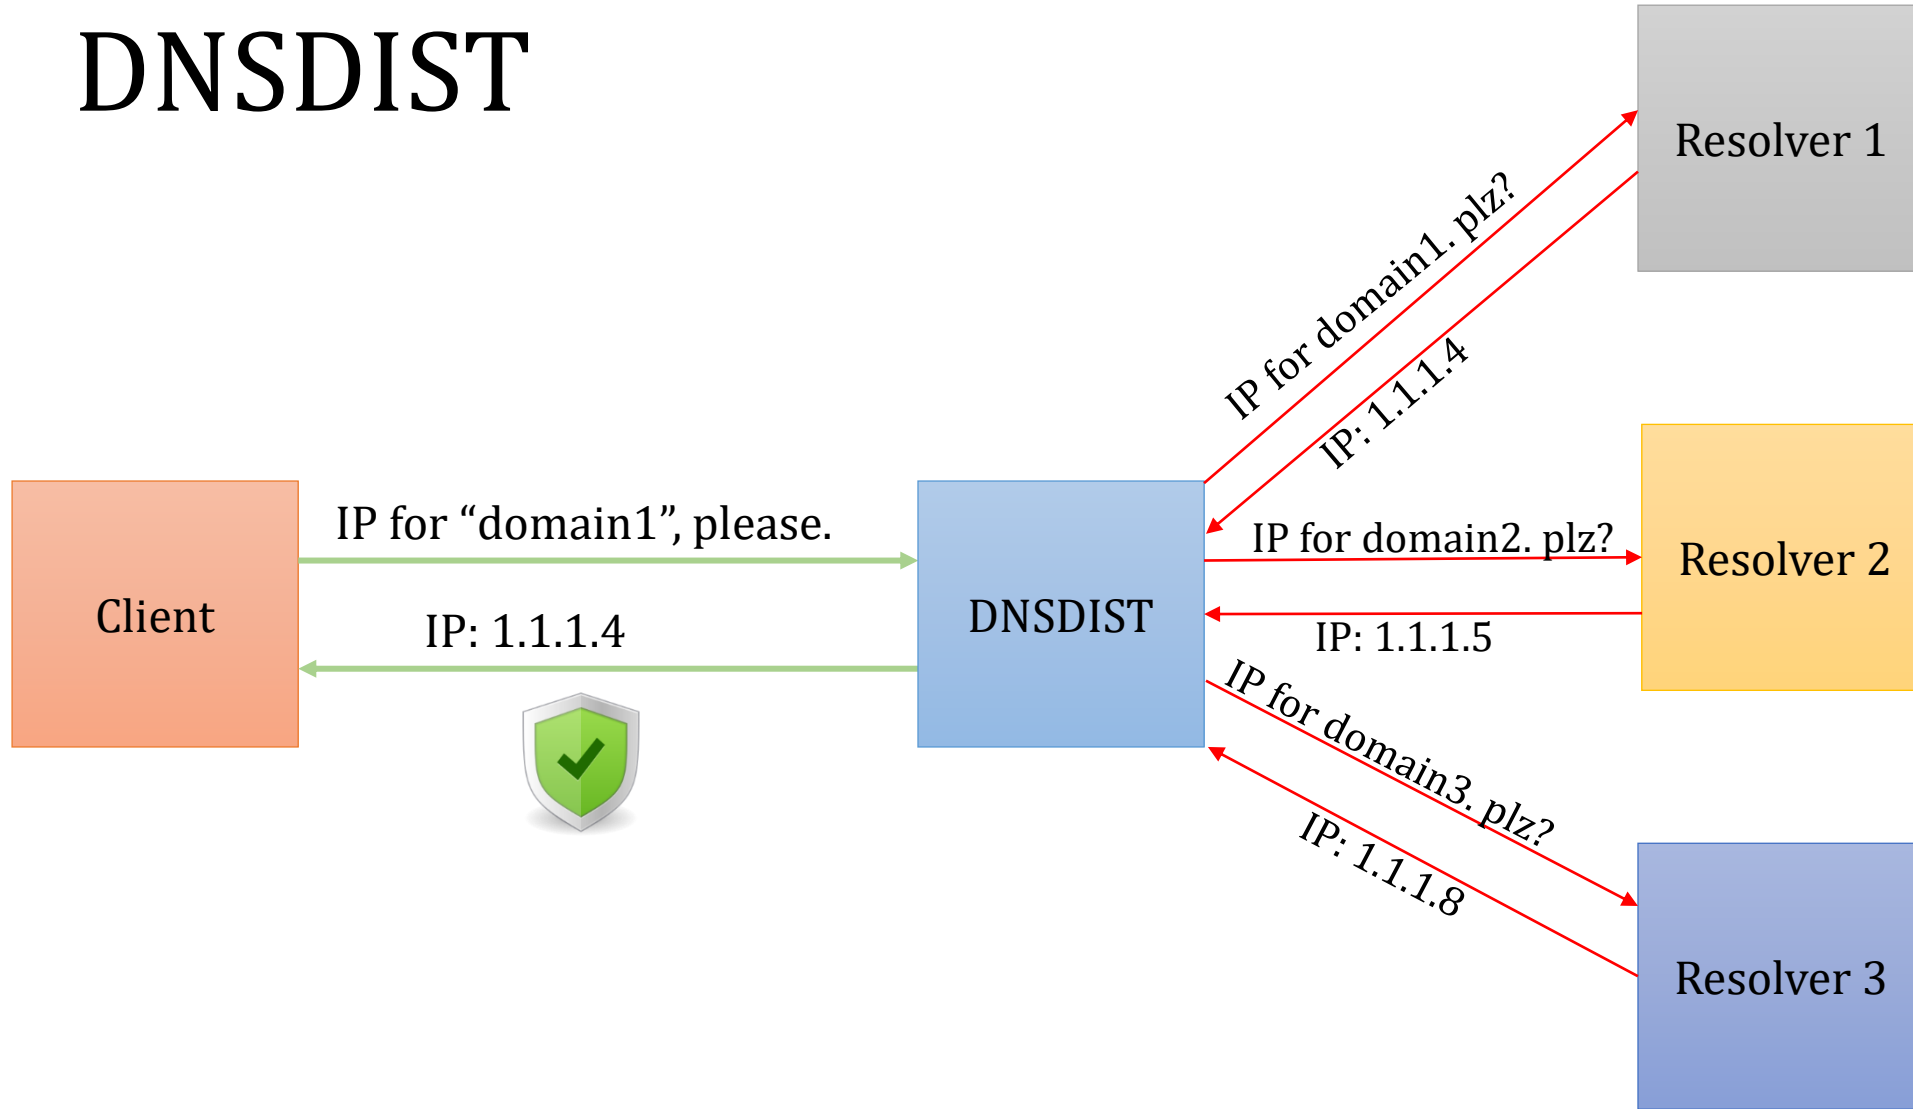 DNSDIST
Resolver 1
IP for domain1. plz?
IP: 1.1.1.4
IP for “domain1”, please.
IP for domain2. plz?
Resolver 2
Client
IP: 1.1.1.4
DNSDIST
IP: 1.1.1.5
IP for domain3. plz?
IP: 1.1.1.8
Resolver 3